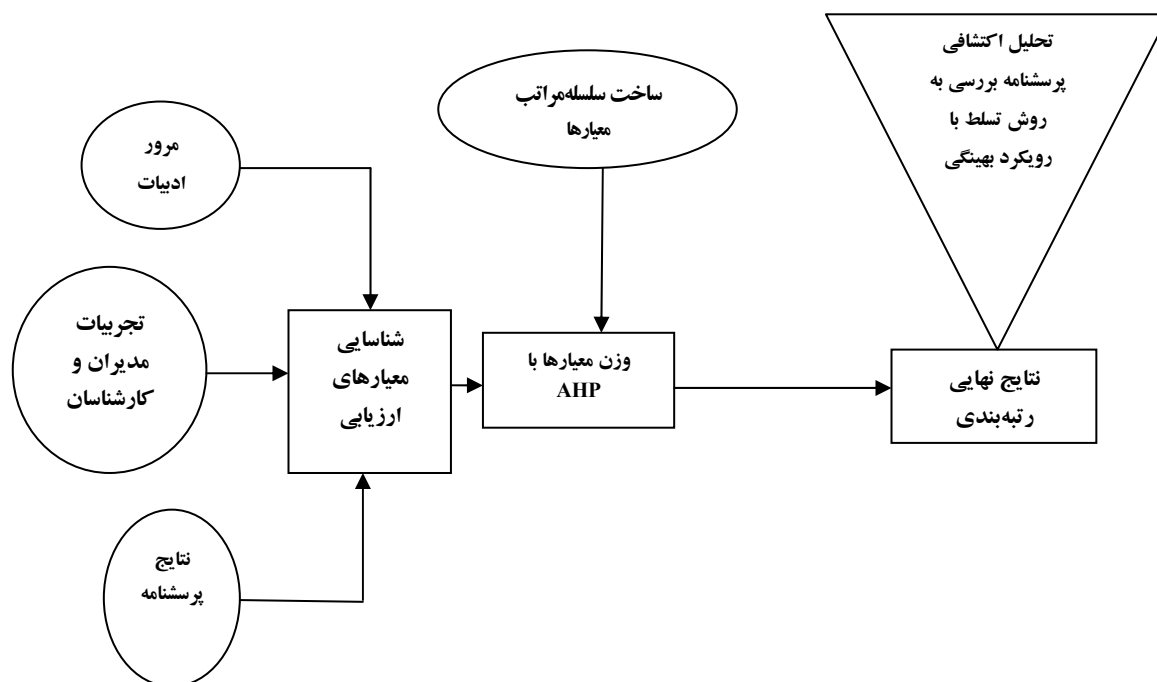 مرور
ادبیات
تجربیات
مدیران و
کارشناسان
نتایج
پرسشنامه
شناسایی
معیارهای
ارزیابی
ساخت سلسله‌مراتب
معیارها
وزن معیارها با
AHP
تحلیل اکتشافی
پرسشنامه بررسی به
روش تسلط با
رویکرد بهینگی
نتایج نهایی
رتبه‌بندی